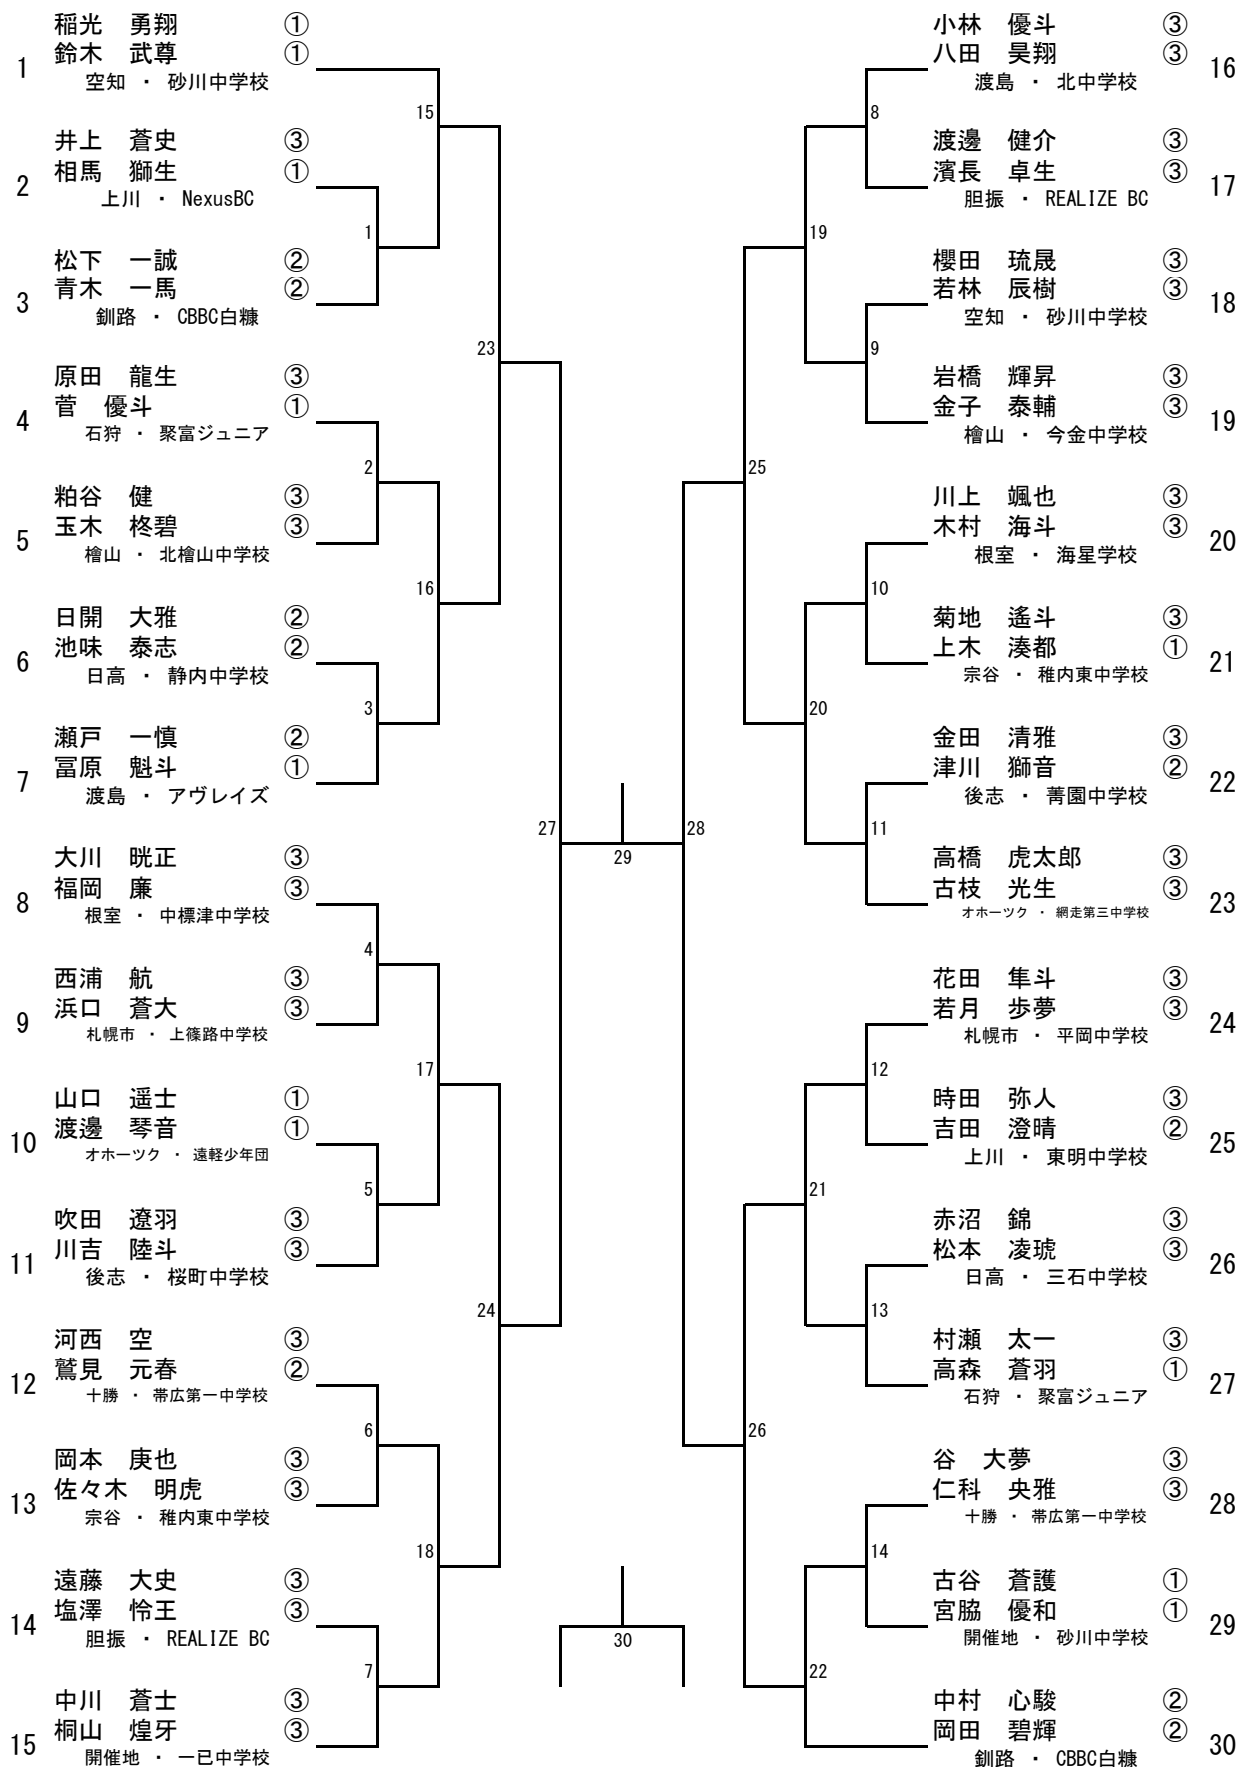 稲光　勇翔　①
鈴木　武尊　①
1
空知 ・ 砂川中学校
15
井上　蒼史　③
相馬　獅生　①
2
上川 ・ NexusBC
1
松下　一誠　②
青木　一馬　②
3
釧路 ・ CBBC白糠
23
原田　龍生　③
菅　優斗　①
4
石狩 ・ 聚富ジュニア
2
粕谷　健　③
玉木　柊碧　③
5
檜山 ・ 北檜山中学校
16
日開　大雅　②
池味　泰志　②
6
日高 ・ 静内中学校
3
瀬戸　一慎　②
冨原　魁斗　①
7
渡島 ・ アヴレイズ
27
大川　晄正　③
福岡　廉　③
8
根室 ・ 中標津中学校
4
西浦　航　③
浜口　蒼大　③
9
札幌市 ・ 上篠路中学校
17
山口　遥士　①
渡邊　琴音　①
10
オホーツク ・ 遠軽少年団
5
吹田　遼羽　③
川吉　陸斗　③
11
後志 ・ 桜町中学校
24
河西　空　③
鷲見　元春　②
12
十勝 ・ 帯広第一中学校
6
岡本　庚也　③
佐々木　明虎　③
13
宗谷 ・ 稚内東中学校
18
遠藤　大史　③
塩澤　怜王　③
14
胆振 ・ REALIZE BC
7
中川　蒼士　③
桐山　煌牙　③
15
開催地 ・ 一已中学校
29
30
小林　優斗　③
八田　昊翔　③
16
渡島 ・ 北中学校
8
渡邊　健介　③
濱長　卓生　③
17
胆振 ・ REALIZE BC
19
櫻田　琉晟　③
若林　辰樹　③
18
空知 ・ 砂川中学校
9
岩橋　輝昇　③
金子　泰輔　③
19
檜山 ・ 今金中学校
25
川上　颯也　③
木村　海斗　③
20
根室 ・ 海星学校
10
菊地　遙斗　③
上木　湊都　①
21
宗谷 ・ 稚内東中学校
20
金田　清雅　③
津川　獅音　②
22
後志 ・ 菁園中学校
11
28
高橋　虎太郎　③
古枝　光生　③
23
オホーツク ・ 網走第三中学校
花田　隼斗　③
若月　歩夢　③
24
札幌市 ・ 平岡中学校
12
時田　弥人　③
吉田　澄晴　②
25
上川 ・ 東明中学校
21
赤沼　錦　③
松本　凌琥　③
26
日高 ・ 三石中学校
13
村瀬　太一　③
高森　蒼羽　①
27
石狩 ・ 聚富ジュニア
26
谷　大夢　③
仁科　央雅　③
28
十勝 ・ 帯広第一中学校
14
古谷　蒼護　①
宮脇　優和　①
29
開催地 ・ 砂川中学校
22
中村　心駿　②
岡田　碧輝　②
30
釧路 ・ CBBC白糠